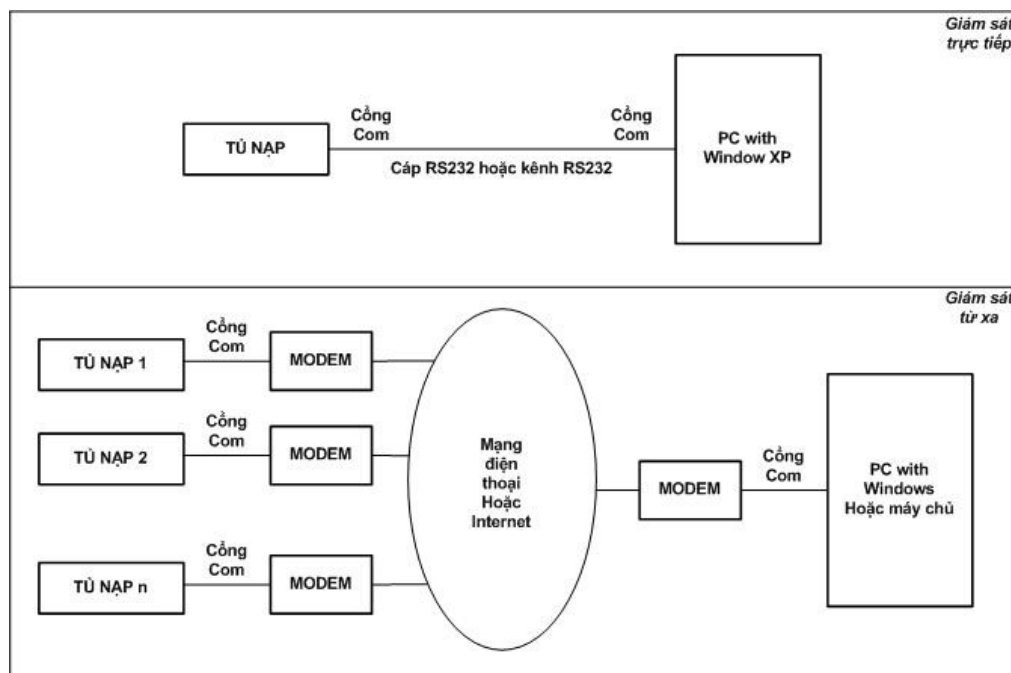 Giám sát
trực tiếp
Cổng
Com
Cổng
Com
TỦ NẠP
PC with
Window XP
Cáp RS232 hoặc kênh RS232
Giám sát
từ xa
Cổng
Com
TỦ NẠP 1
MODEM
Cổng
Com
TỦ NẠP 2
MODEM
Cổng
Com
TỦ NẠP n
MODEM
Mạng
điện
thoại
Hoặc
Internet
MODEM
Cổng
Com
PC with
Windows
Hoặc máy chủ